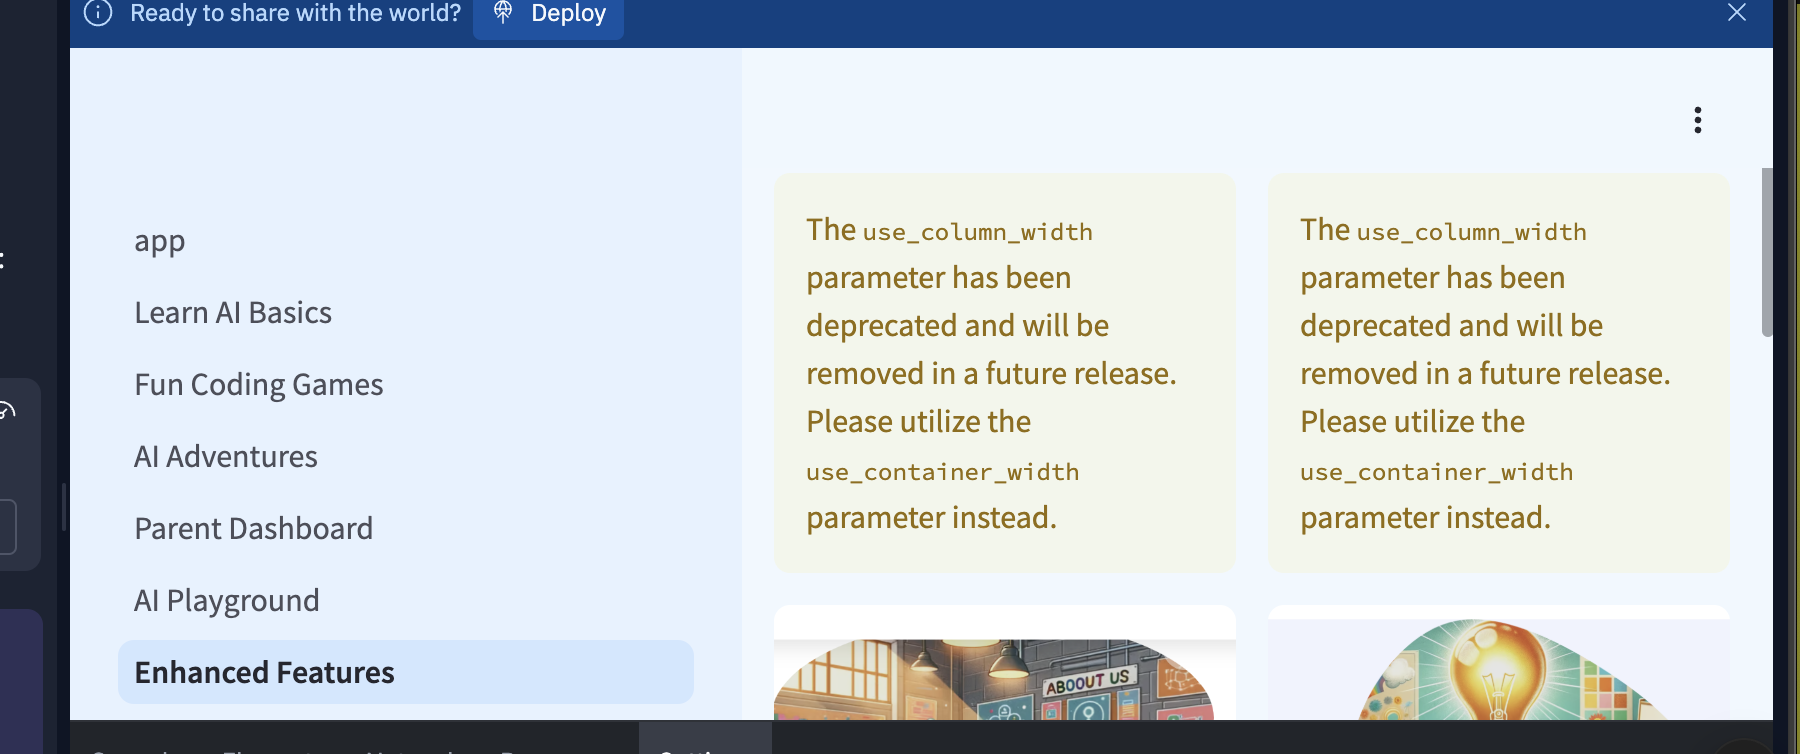 Ready to share with the world?
Deploy
app
Learn AI Basics
Fun Coding Games
AI Adventures
Parent Dashboard
AI Playground
Enhanced Features
The use_column_width
parameter has been
deprecated and will be
removed in a future release.
Please utilize the
use_container_width
parameter instead.
The use_column_width
parameter has been
deprecated and will be
removed in a future release.
Please utilize the
use_container_width
parameter instead.
ABOOUT US